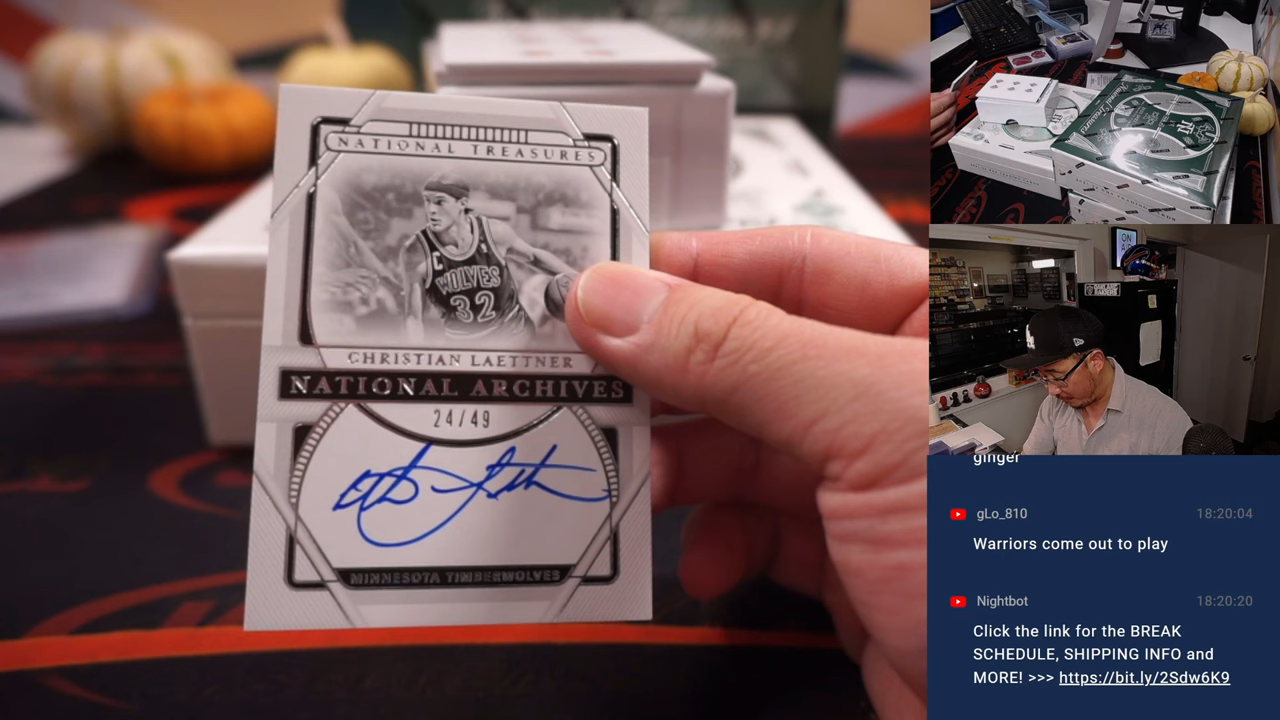 NATIONAL TREASURES
C
WOLVES
32
CHRISTIAN LAETTNER
NATIONAL ARCHIVES
24/49
MINNESOTA TIMBERWOLVES
ON
ginger
gLo_810 18:20:04
Warriors come out to play
Nightbot 18:20:20
Click the link for the BREAK
SCHEDULE, SHIPPING INFO and
MORE! >>> https://bit.ly/2Sdw6K9